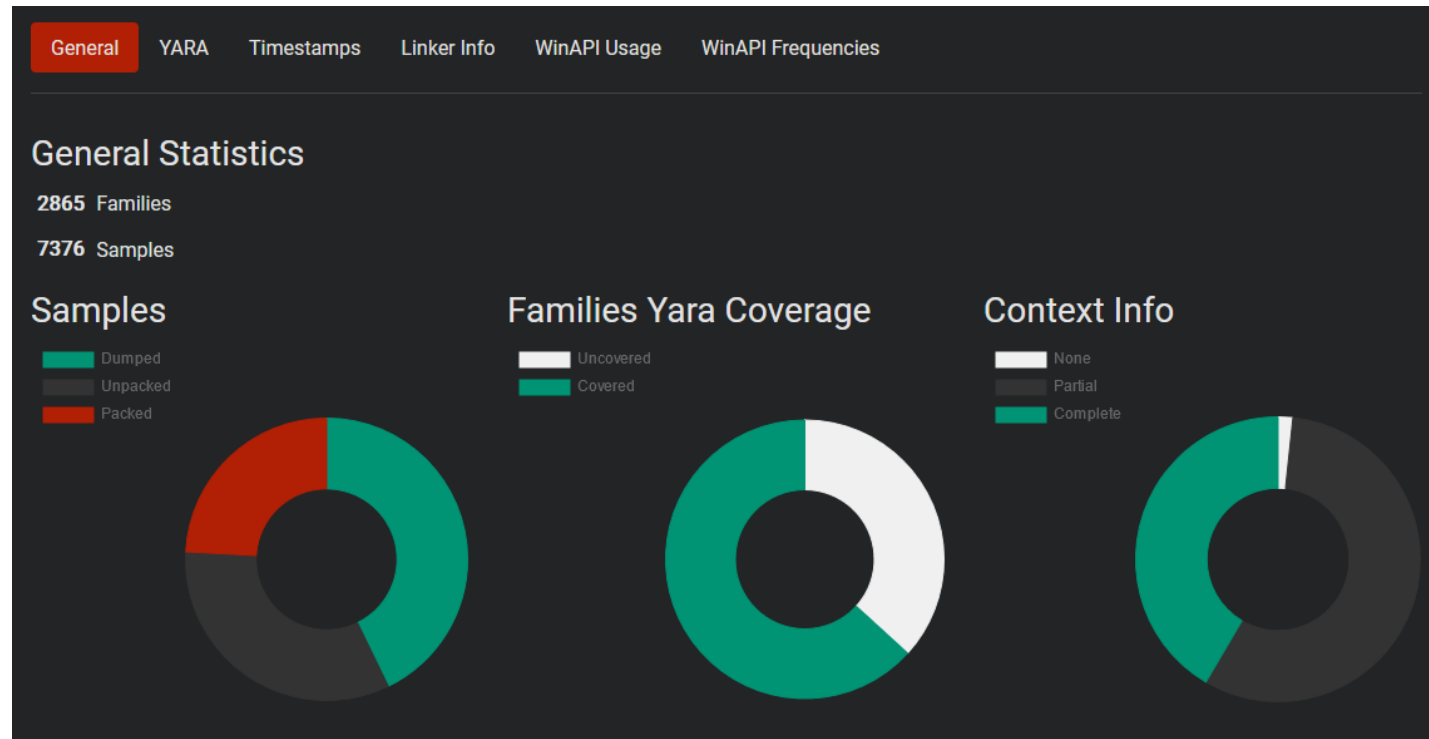 General YARA Timestamps Linker Info WinAPI Usage WinAPI Frequencies
General Statistics
2865 Families
7376 Samples
Samples
Dumped
Unpacked
Packed
Families Yara Coverage
Uncovered
Covered
Context Info
None
Partial
Complete